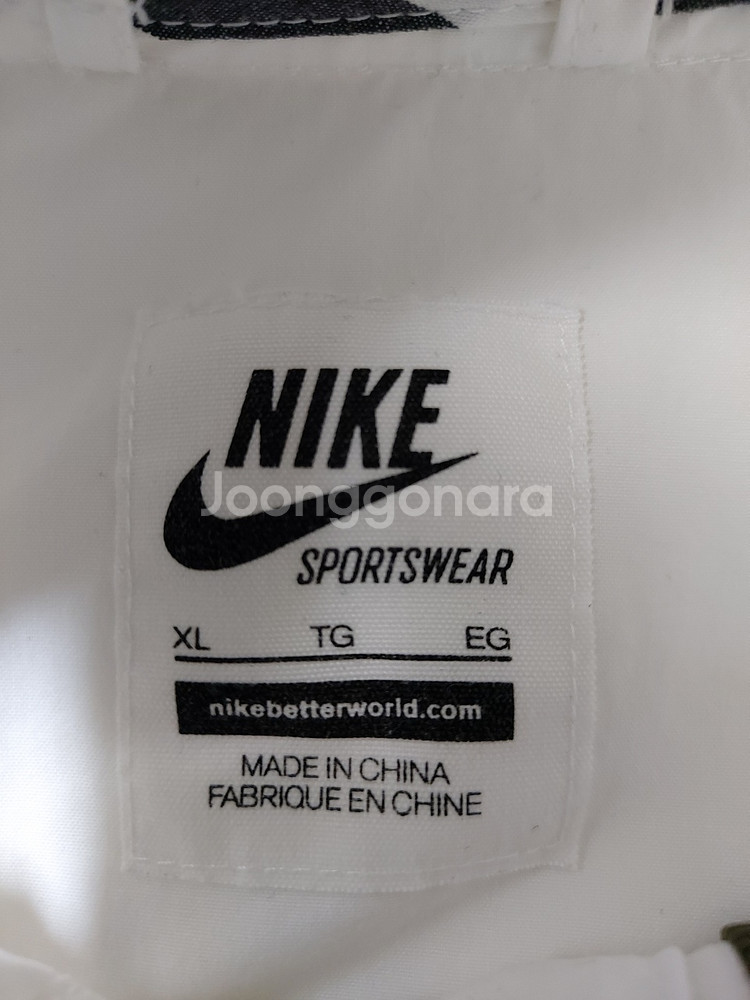 NIKE
Joonggonara
SPORTSWEAR
XL TG EG
nikebetterworld.com
MADE IN CHINA
FABRIQUE EN CHINE